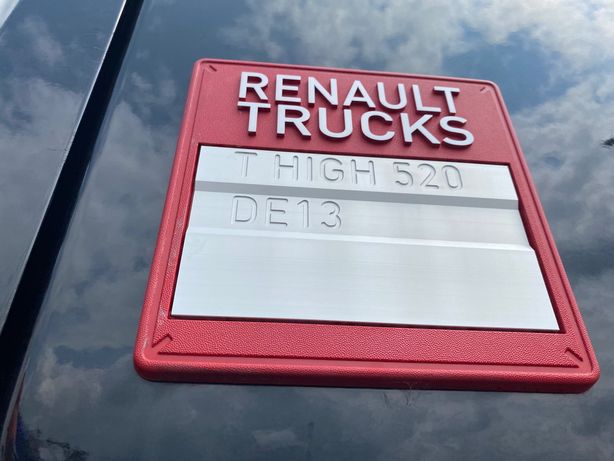 RENAULT
TRUCKS
T HIGH 520
DE13